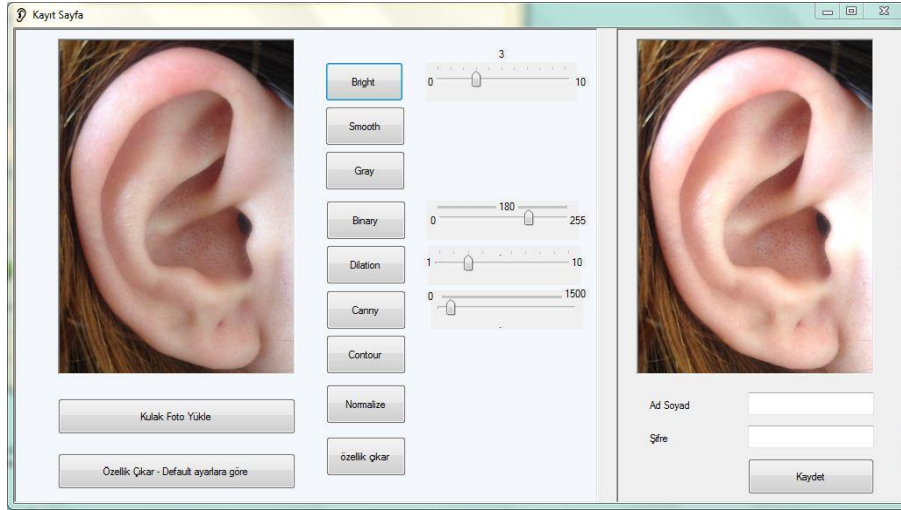 Kayıt Sayfa
3
Bright
0
10
Smooth
Gray
Binary
180
0
255
Dilation
1
10
Canny
0
1500
Contour
Normalize
özellik çıkar
Kulak Foto Yükle
Özellik Çıkar - Default ayarlara göre
Ad Soyad
Şifre
Kaydet